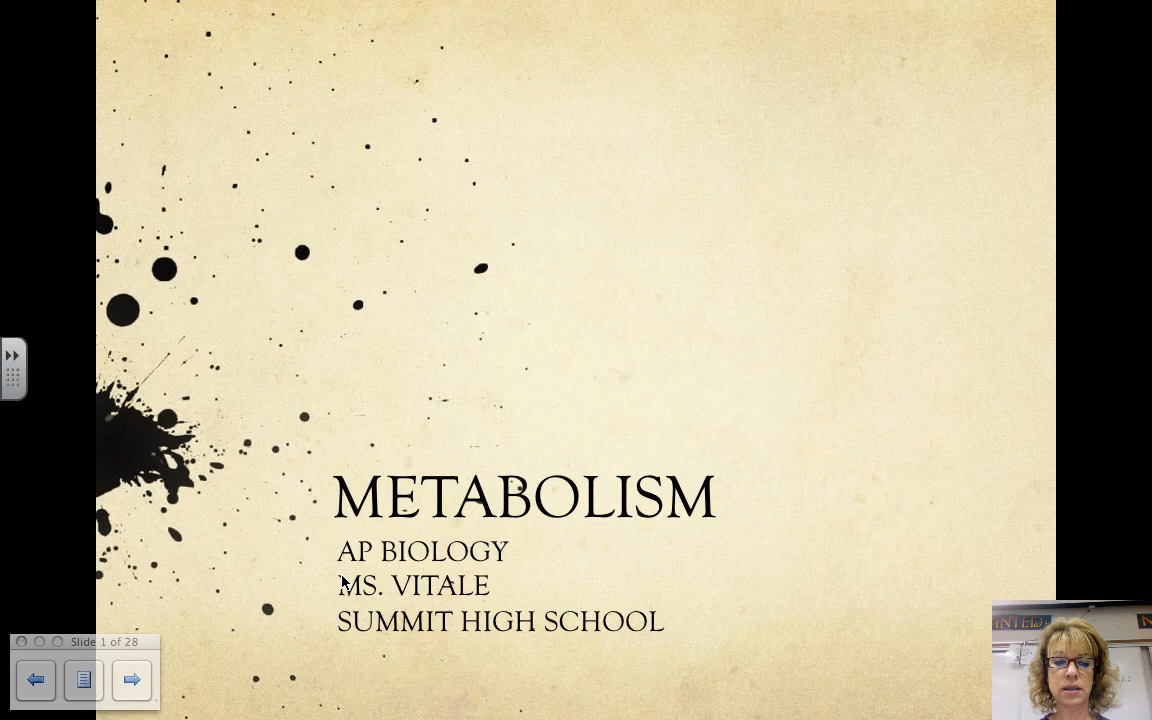 METABOLISM
AP BIOLOGY
MS. VITALE
SUMMIT HIGH SCHOOL
Slide 1 of 28